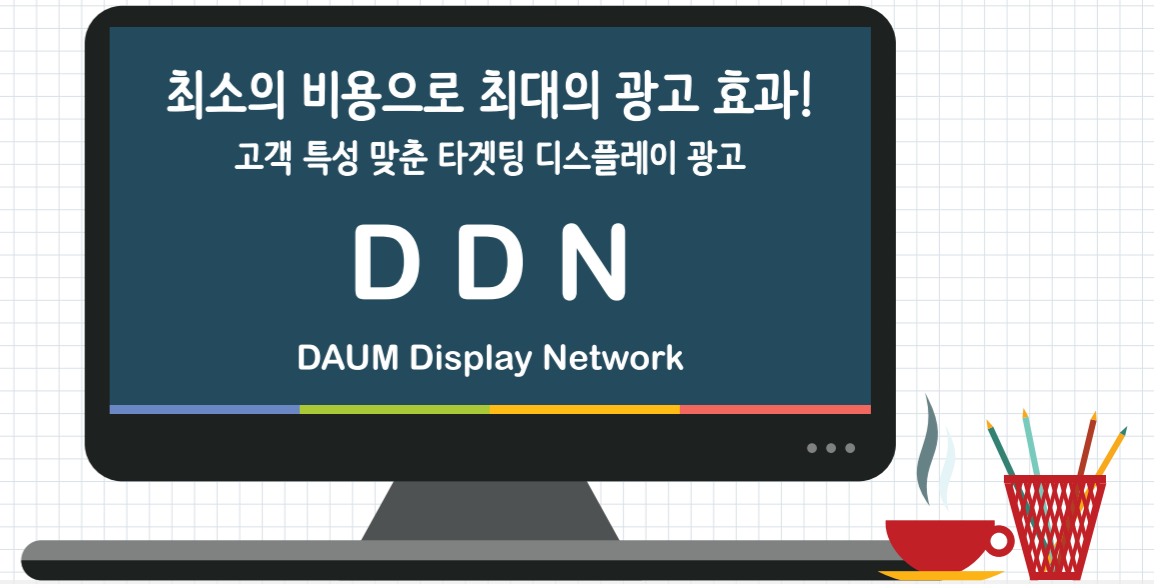 최소의 비용으로 최대의 광고 효과!
고객 특성 맞춘 타겟팅 디스플레이 광고
D D N
DAUM Display Network